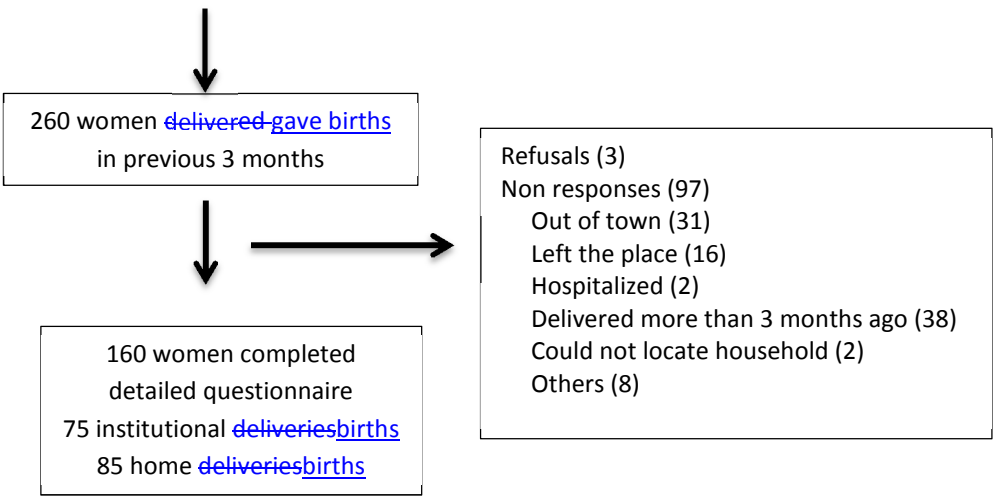 260 women delivered gave births
in previous 3 months
Refusals (3)
Non responses (97)
Out of town (31)
Left the place (16)
Hospitalized (2)
Delivered more than 3 months ago (38)
Could not locate household (2)
Others (8)
160 women completed
detailed questionnaire
75 institutional deliveriesbirths
85 home deliveriesbirths